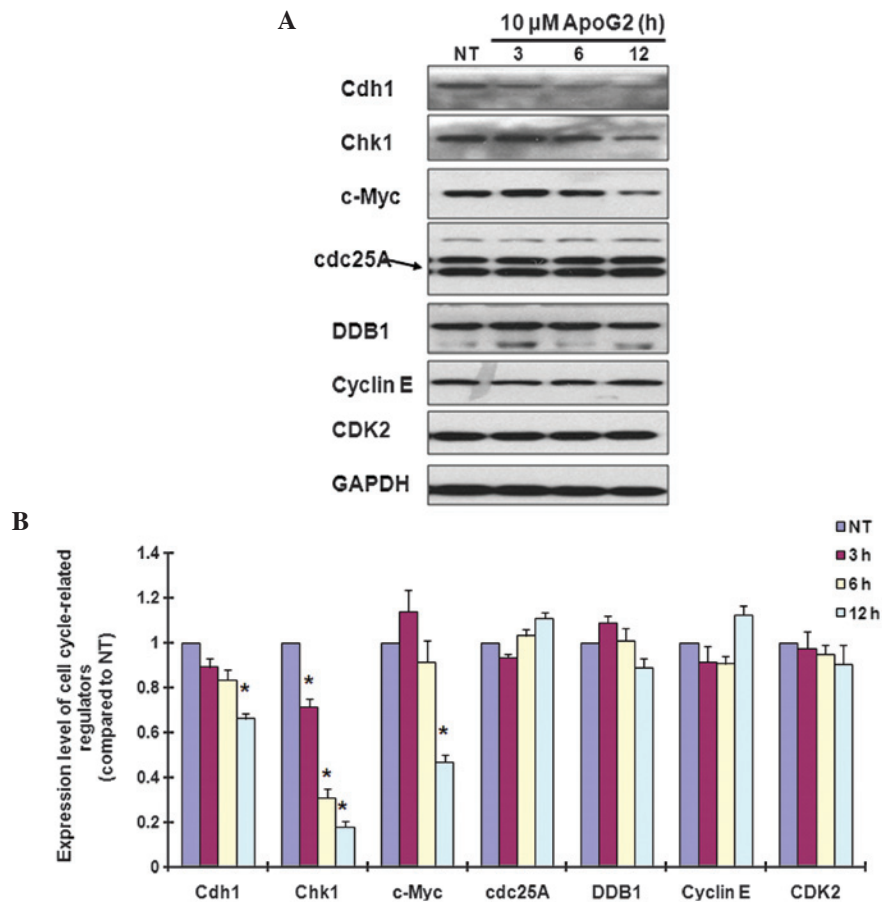 A
10 µM ApoG2 (h)
NT 3 6 12
Cdh1
Chk1
c-Myc
cdc25A
DDB1
Cyclin E
CDK2
GAPDH
B
Expression level of cell cycle-related
regulators
(compared to NT)
1.4
1.2
1
0.8
0.6
0.4
0.2
0
* * * * *
NT
3 h
6 h
12 h
Cdh1 Chk1 c-Myc cdc25A DDB1 Cyclin E CDK2